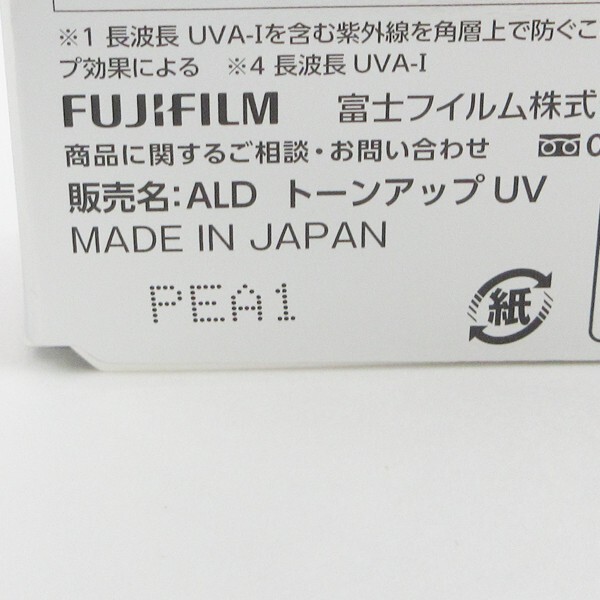 ※1 長波長 UVA-Iを含む紫外線を角層上で防ぐこ
プ効果による ※4 長波長 UVA-I
FUJIFILM 富士フイルム株式
商品に関するご相談・お問い合わせ
販売名:ALD トーンアップ UV
MADE IN JAPAN
PEA1
紙